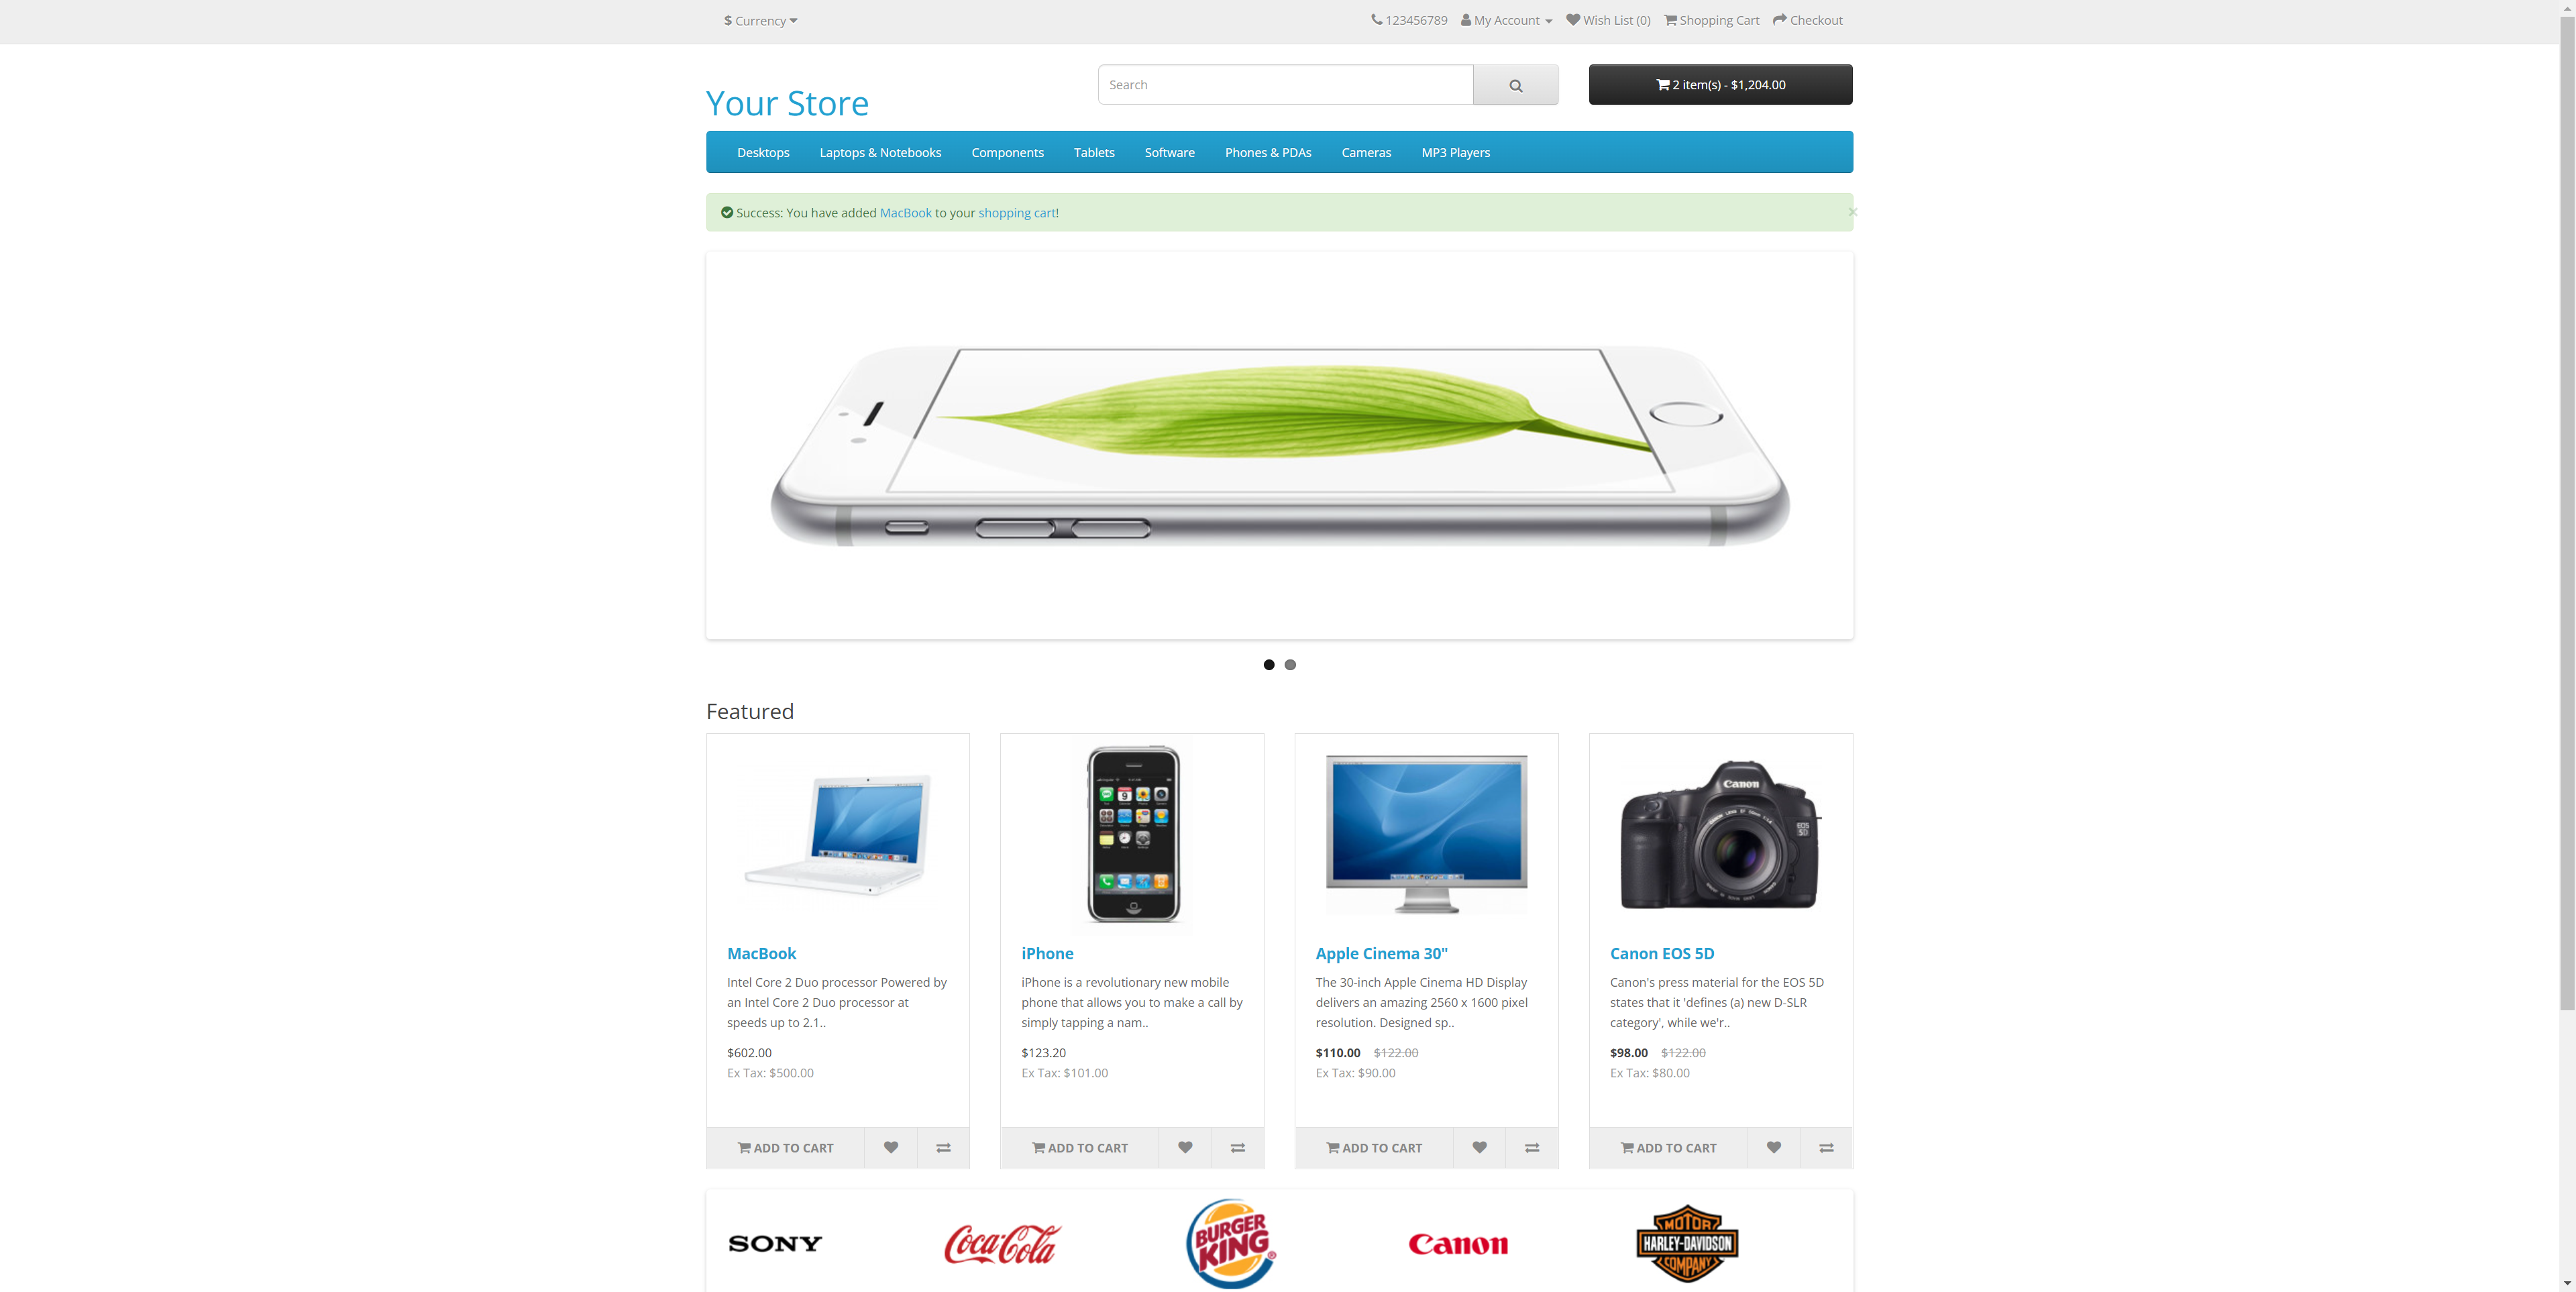 $ Currency
123456789 My Account Wish List (0) Shopping Cart Checkout
Your Store
Search
2 item(s) - $1,204.00
Desktops Laptops & Notebooks Components Tablets Software Phones & PDAs Cameras MP3 Players
Success: You have added MacBook to your shopping cart!
×
Featured
Canon
EOS
5D
MacBook
Intel Core 2 Duo processor Powered by
an Intel Core 2 Duo processor at
speeds up to 2.1..
$602.00
Ex Tax: $500.00
ADD TO CART
iPhone
iPhone is a revolutionary new mobile
phone that allows you to make a call by
simply tapping a nam..
$123.20
Ex Tax: $101.00
ADD TO CART
Apple Cinema 30"
The 30-inch Apple Cinema HD Display
delivers an amazing 2560 x 1600 pixel
resolution. Designed sp..
$110.00 $122.00
Ex Tax: $90.00
ADD TO CART
Canon EOS 5D
Canon's press material for the EOS 5D
states that it 'defines (a) new D-SLR
category', while we'r..
$98.00 $122.00
Ex Tax: $80.00
ADD TO CART
SONY
Coca-Cola
BURGER
KING
®
Canon
MOTOR
HARLEY-DAVIDSON
COMPANY